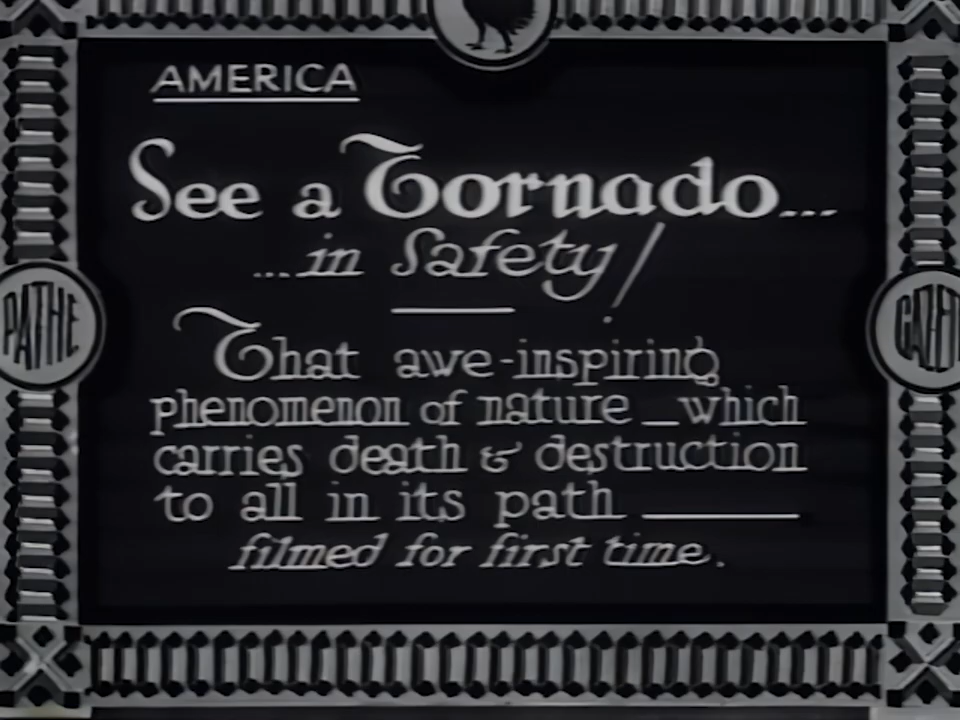 AMERICA
See a Tornado...
...in Safety!
That awe-inspiring
phenomenon of nature _ which
carries death & destruction
to all in its path ___
filmed for first time.
PATHE